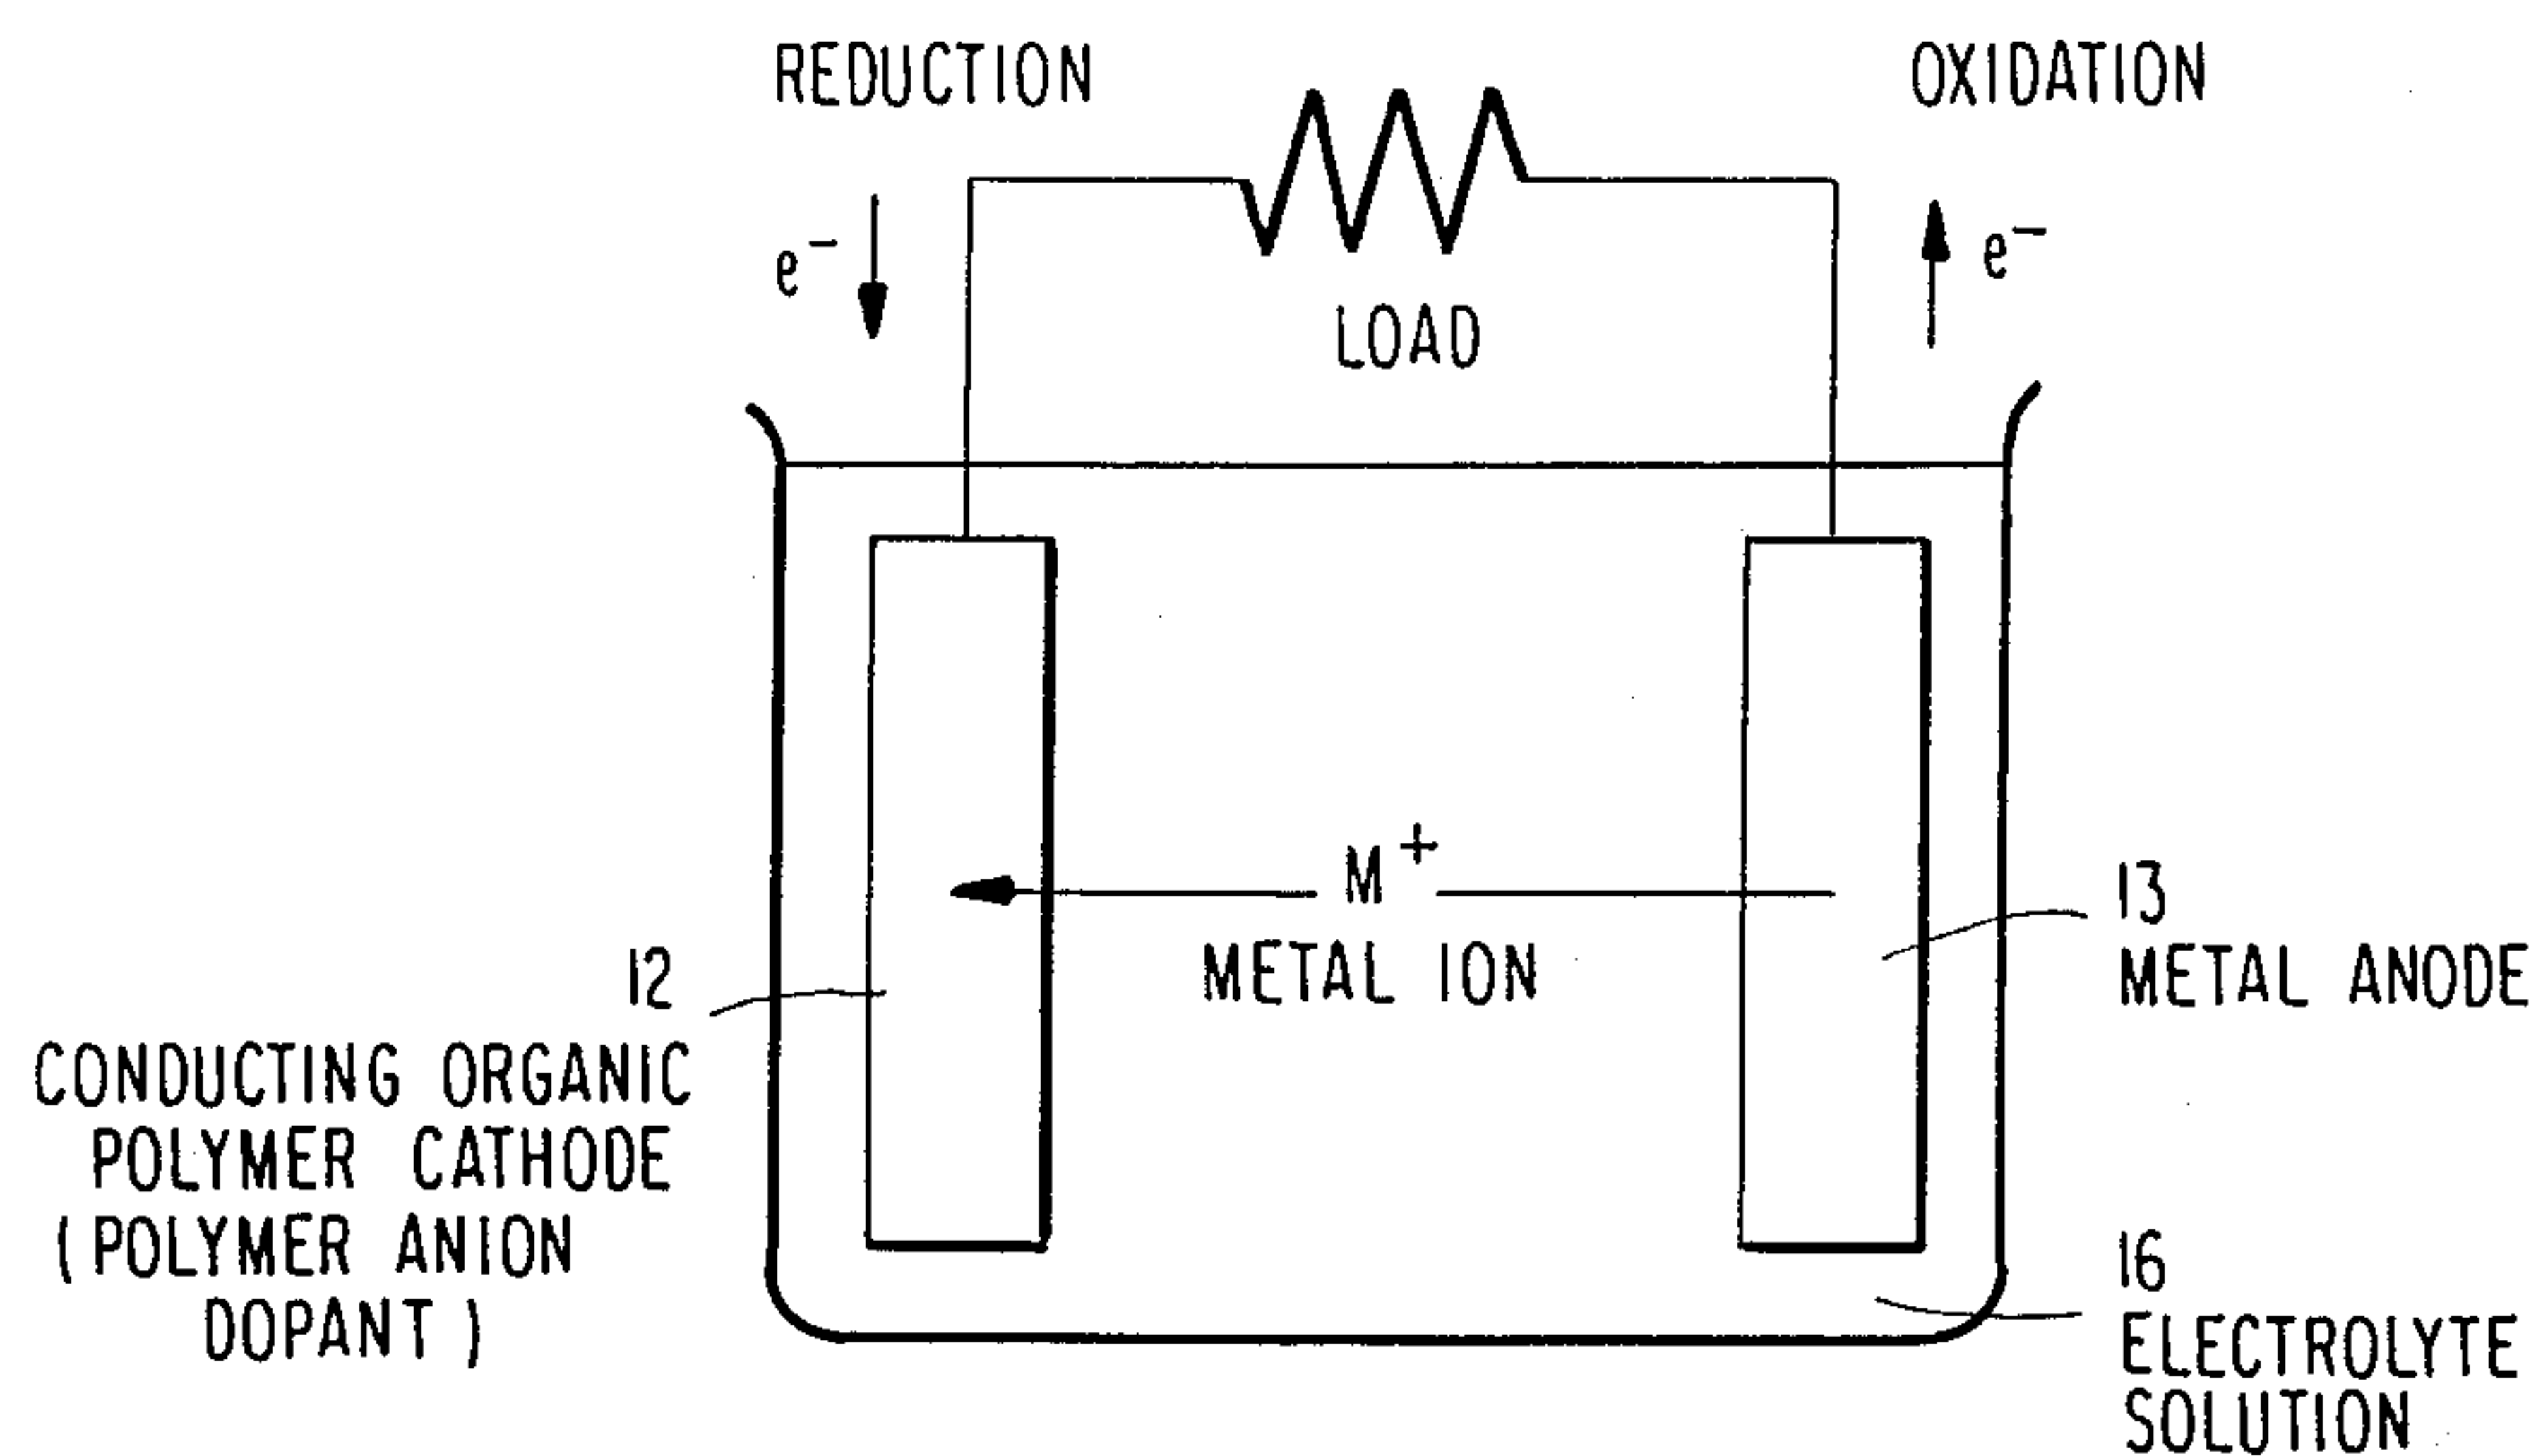 REDUCTION
OXIDATION
e⁻
e⁻
LOAD
M⁺
METAL ION
12
CONDUCTING ORGANIC
POLYMER CATHODE
(POLYMER ANION
DOPANT)
13
METAL ANODE
16
ELECTROLYTE
SOLUTION